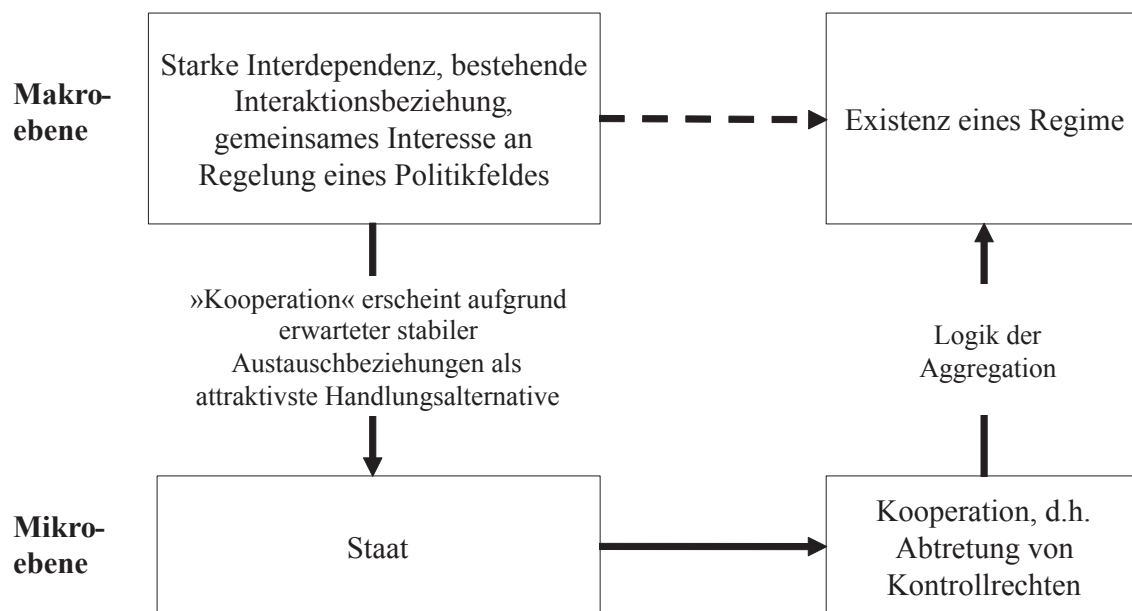 Makro-
ebene
Starke Interdependenz, bestehende
Interaktionsbeziehung,
gemeinsames Interesse an
Regelung eines Politikfeldes
Existenz eines Regime
»Kooperation« erscheint aufgrund
erwarteter stabiler
Austauschbeziehungen als
attraktivste Handlungsalternative
Logik der
Aggregation
Mikro-
ebene
Staat
Kooperation, d.h.
Abtretung von
Kontrollrechten